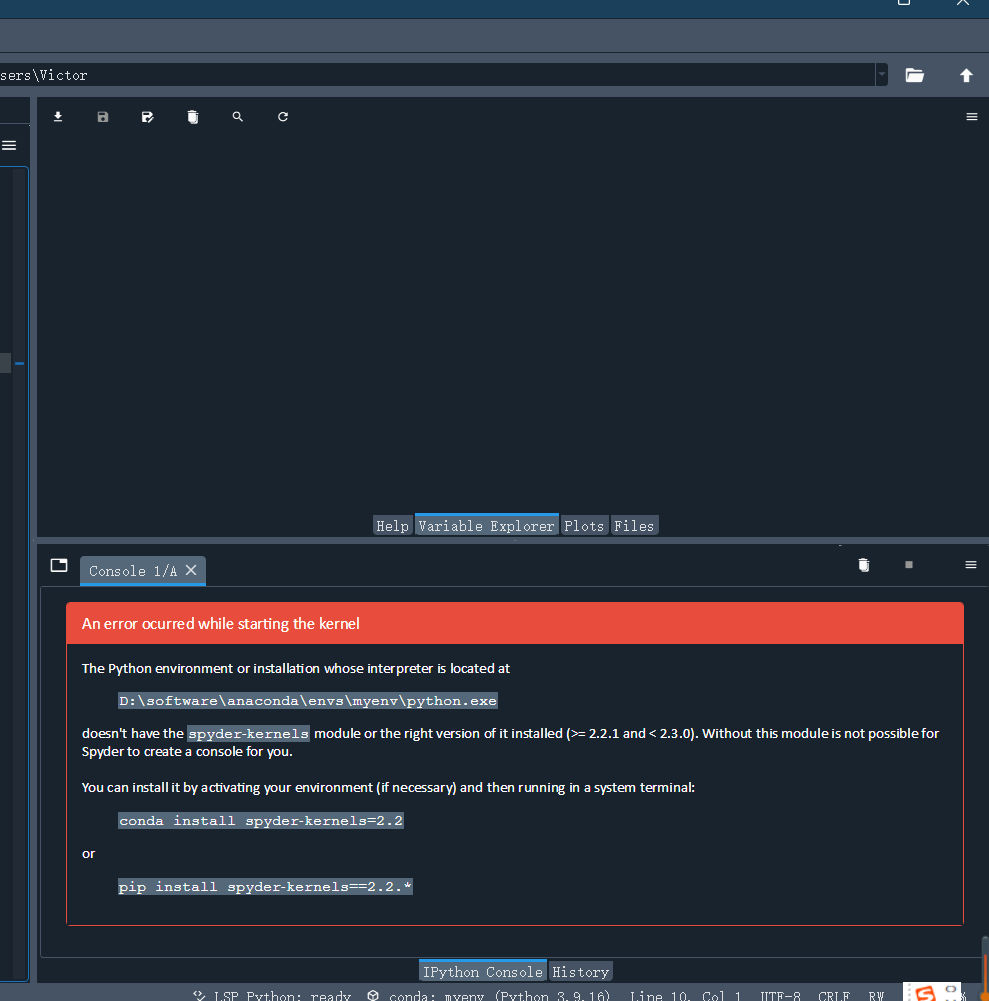 sers\Victor
Help Variable Explorer Plots Files
Console 1/A
An error ocurred while starting the kernel
The Python environment or installation whose interpreter is located at
D:\software\anaconda\envs\myenv\python.exe
doesn't have the spyder-kernels module or the right version of it installed (>= 2.2.1 and < 2.3.0). Without this module is not possible for
Spyder to create a console for you.
You can install it by activating your environment (if necessary) and then running in a system terminal:
conda install spyder-kernels=2.2
or
pip install spyder-kernels==2.2.*
IPython Console History
LSP Python: ready conda: myenv (Python 3.9.16) Line 10, Col 1 UTF-8 CRLF RW